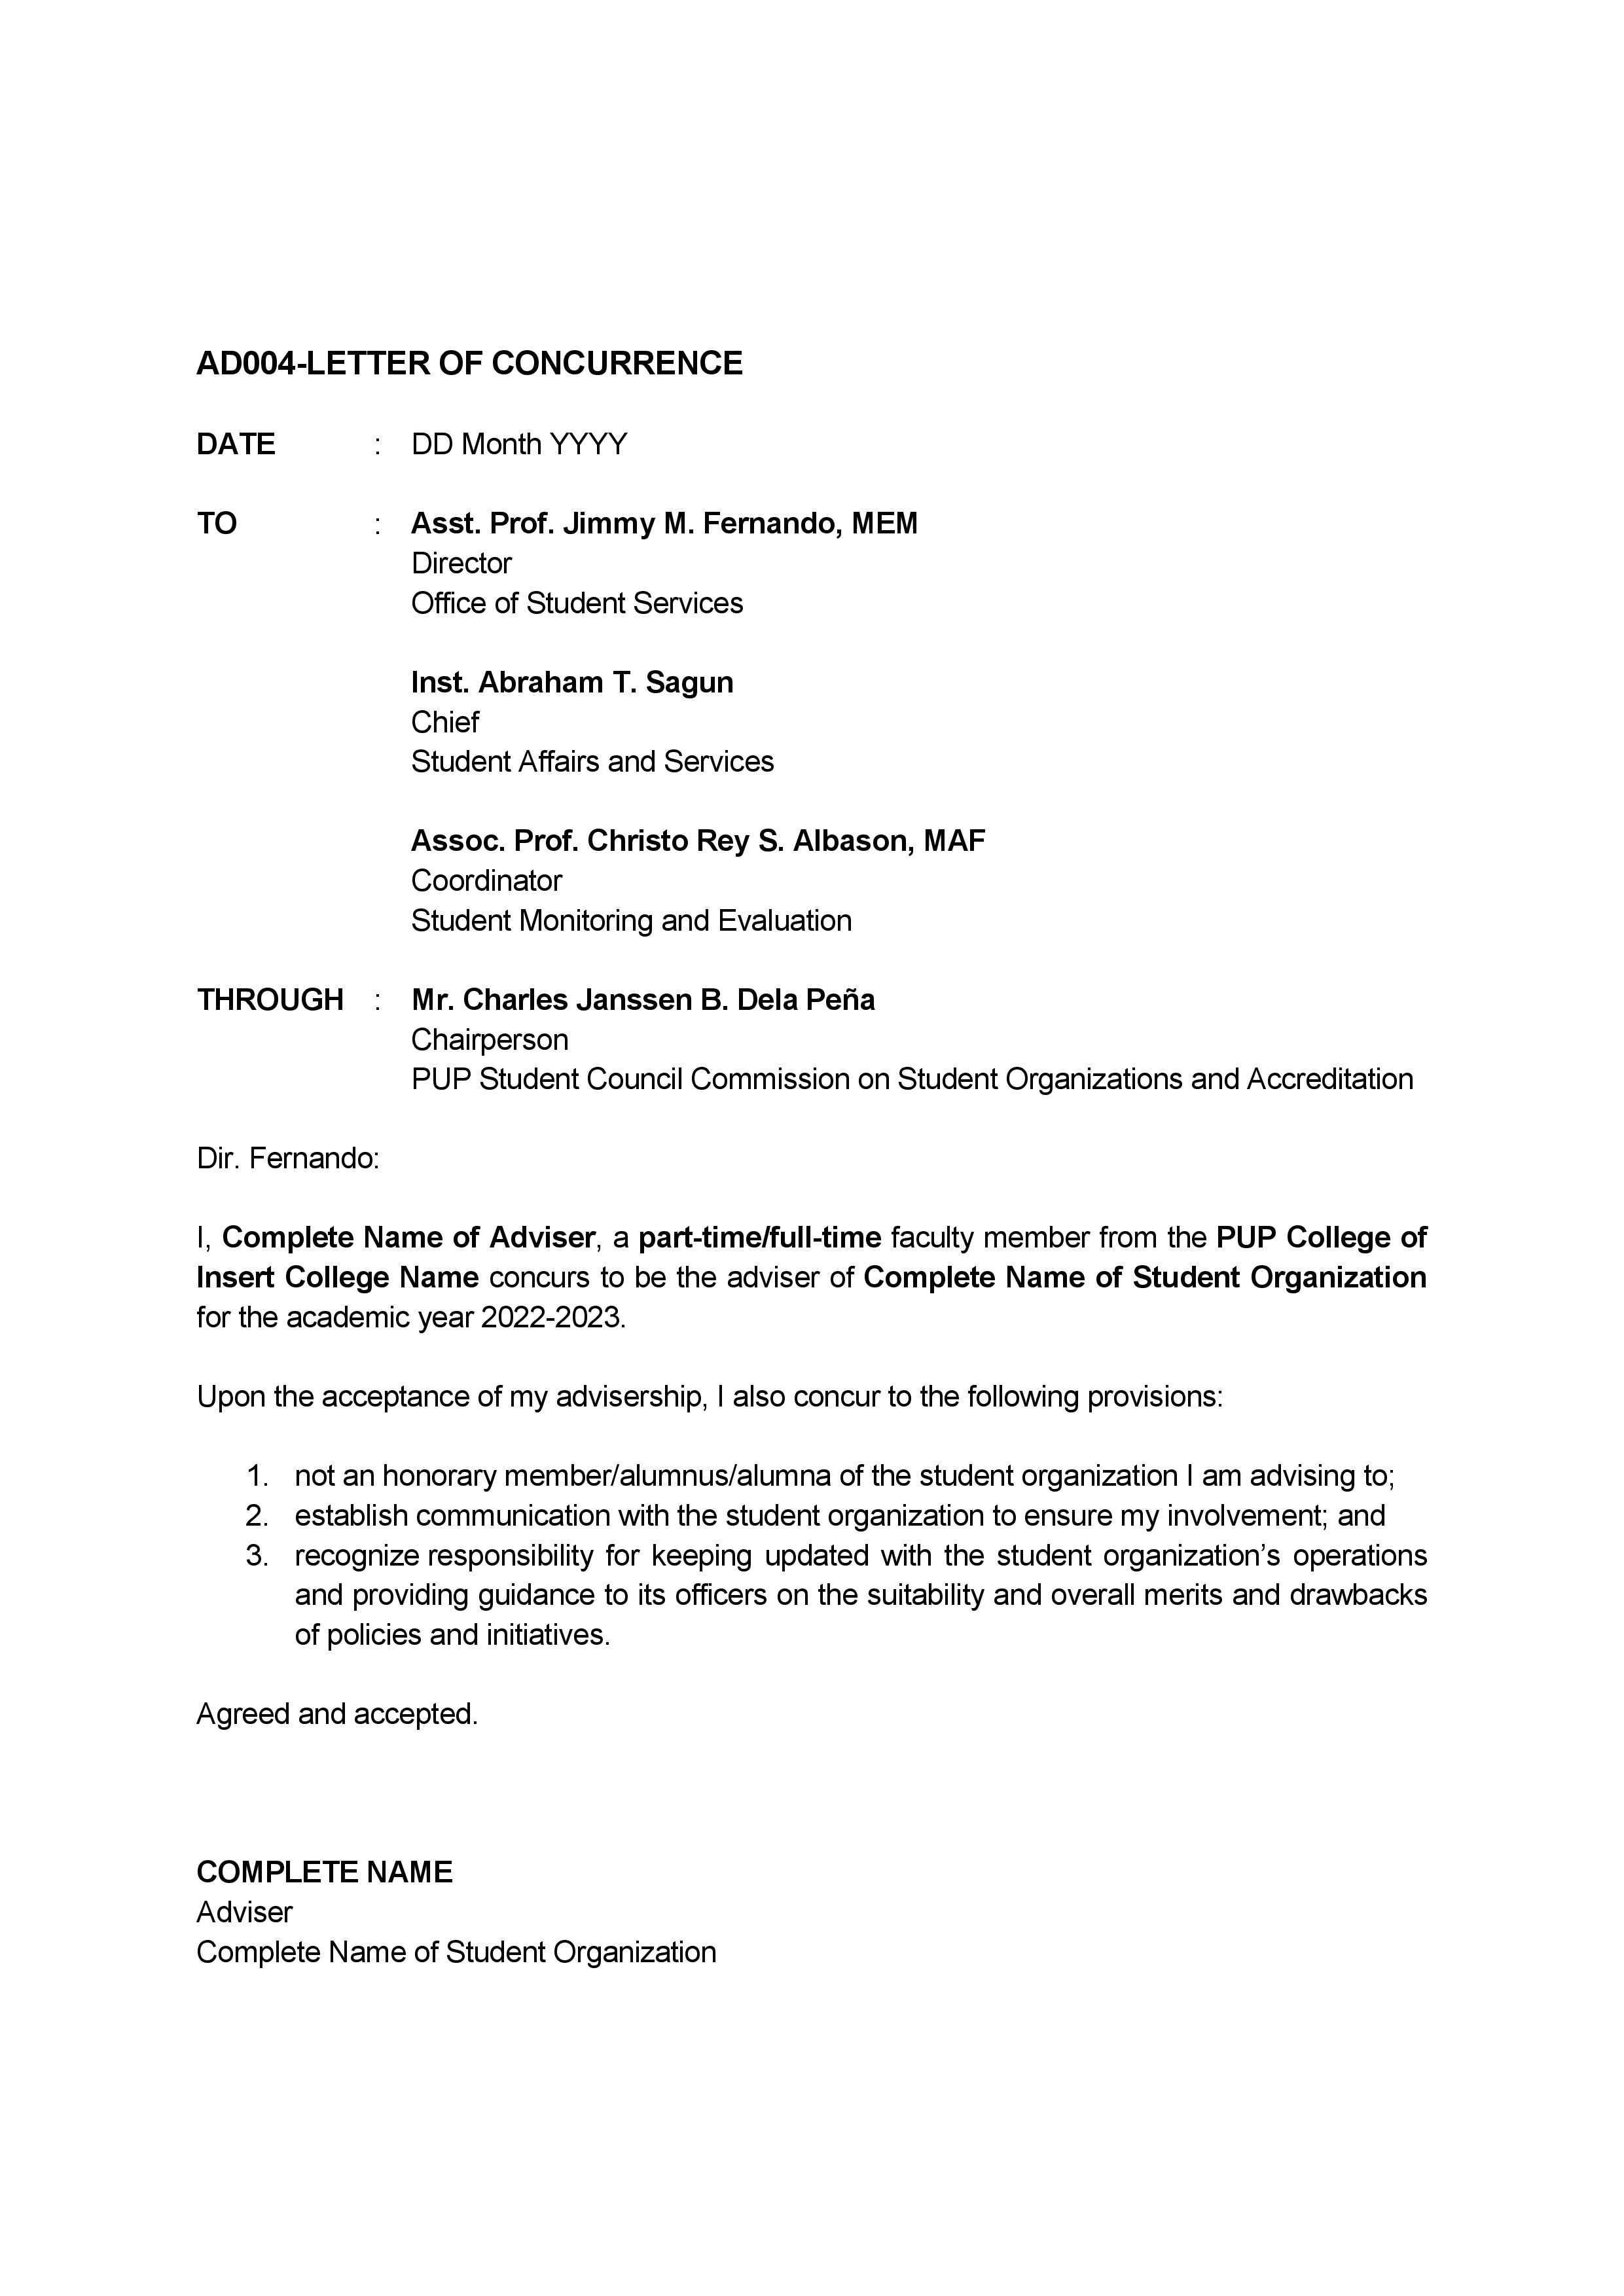 AD004-LETTER OF CONCURRENCE
DATE : DD Month YYYY
TO : Asst. Prof. Jimmy M. Fernando, MEM
Director
Office of Student Services
Inst. Abraham T. Sagun
Chief
Student Affairs and Services
Assoc. Prof. Christo Rey S. Albason, MAF
Coordinator
Student Monitoring and Evaluation
THROUGH : Mr. Charles Janssen B. Dela Peña
Chairperson
PUP Student Council Commission on Student Organizations and Accreditation
Dir. Fernando:
I, Complete Name of Adviser, a part-time/full-time faculty member from the PUP College of
Insert College Name concurs to be the adviser of Complete Name of Student Organization
for the academic year 2022-2023.
Upon the acceptance of my advisership, I also concur to the following provisions:
1. not an honorary member/alumnus/alumna of the student organization I am advising to;
2. establish communication with the student organization to ensure my involvement; and
3. recognize responsibility for keeping updated with the student organization’s operations
and providing guidance to its officers on the suitability and overall merits and drawbacks
of policies and initiatives.
Agreed and accepted.
COMPLETE NAME
Adviser
Complete Name of Student Organization